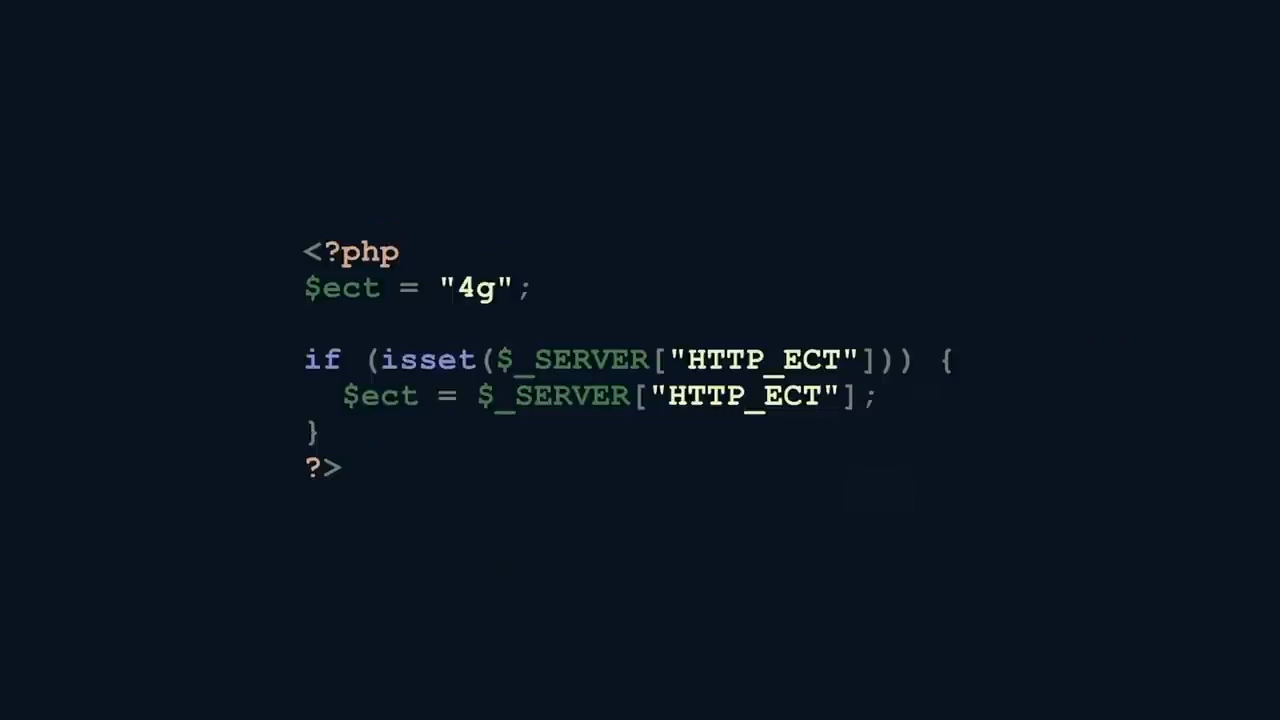 <?php
$ect = "4g";
if (isset($_SERVER["HTTP_ECT"])) {
  $ect = $_SERVER["HTTP_ECT"];
}
?>